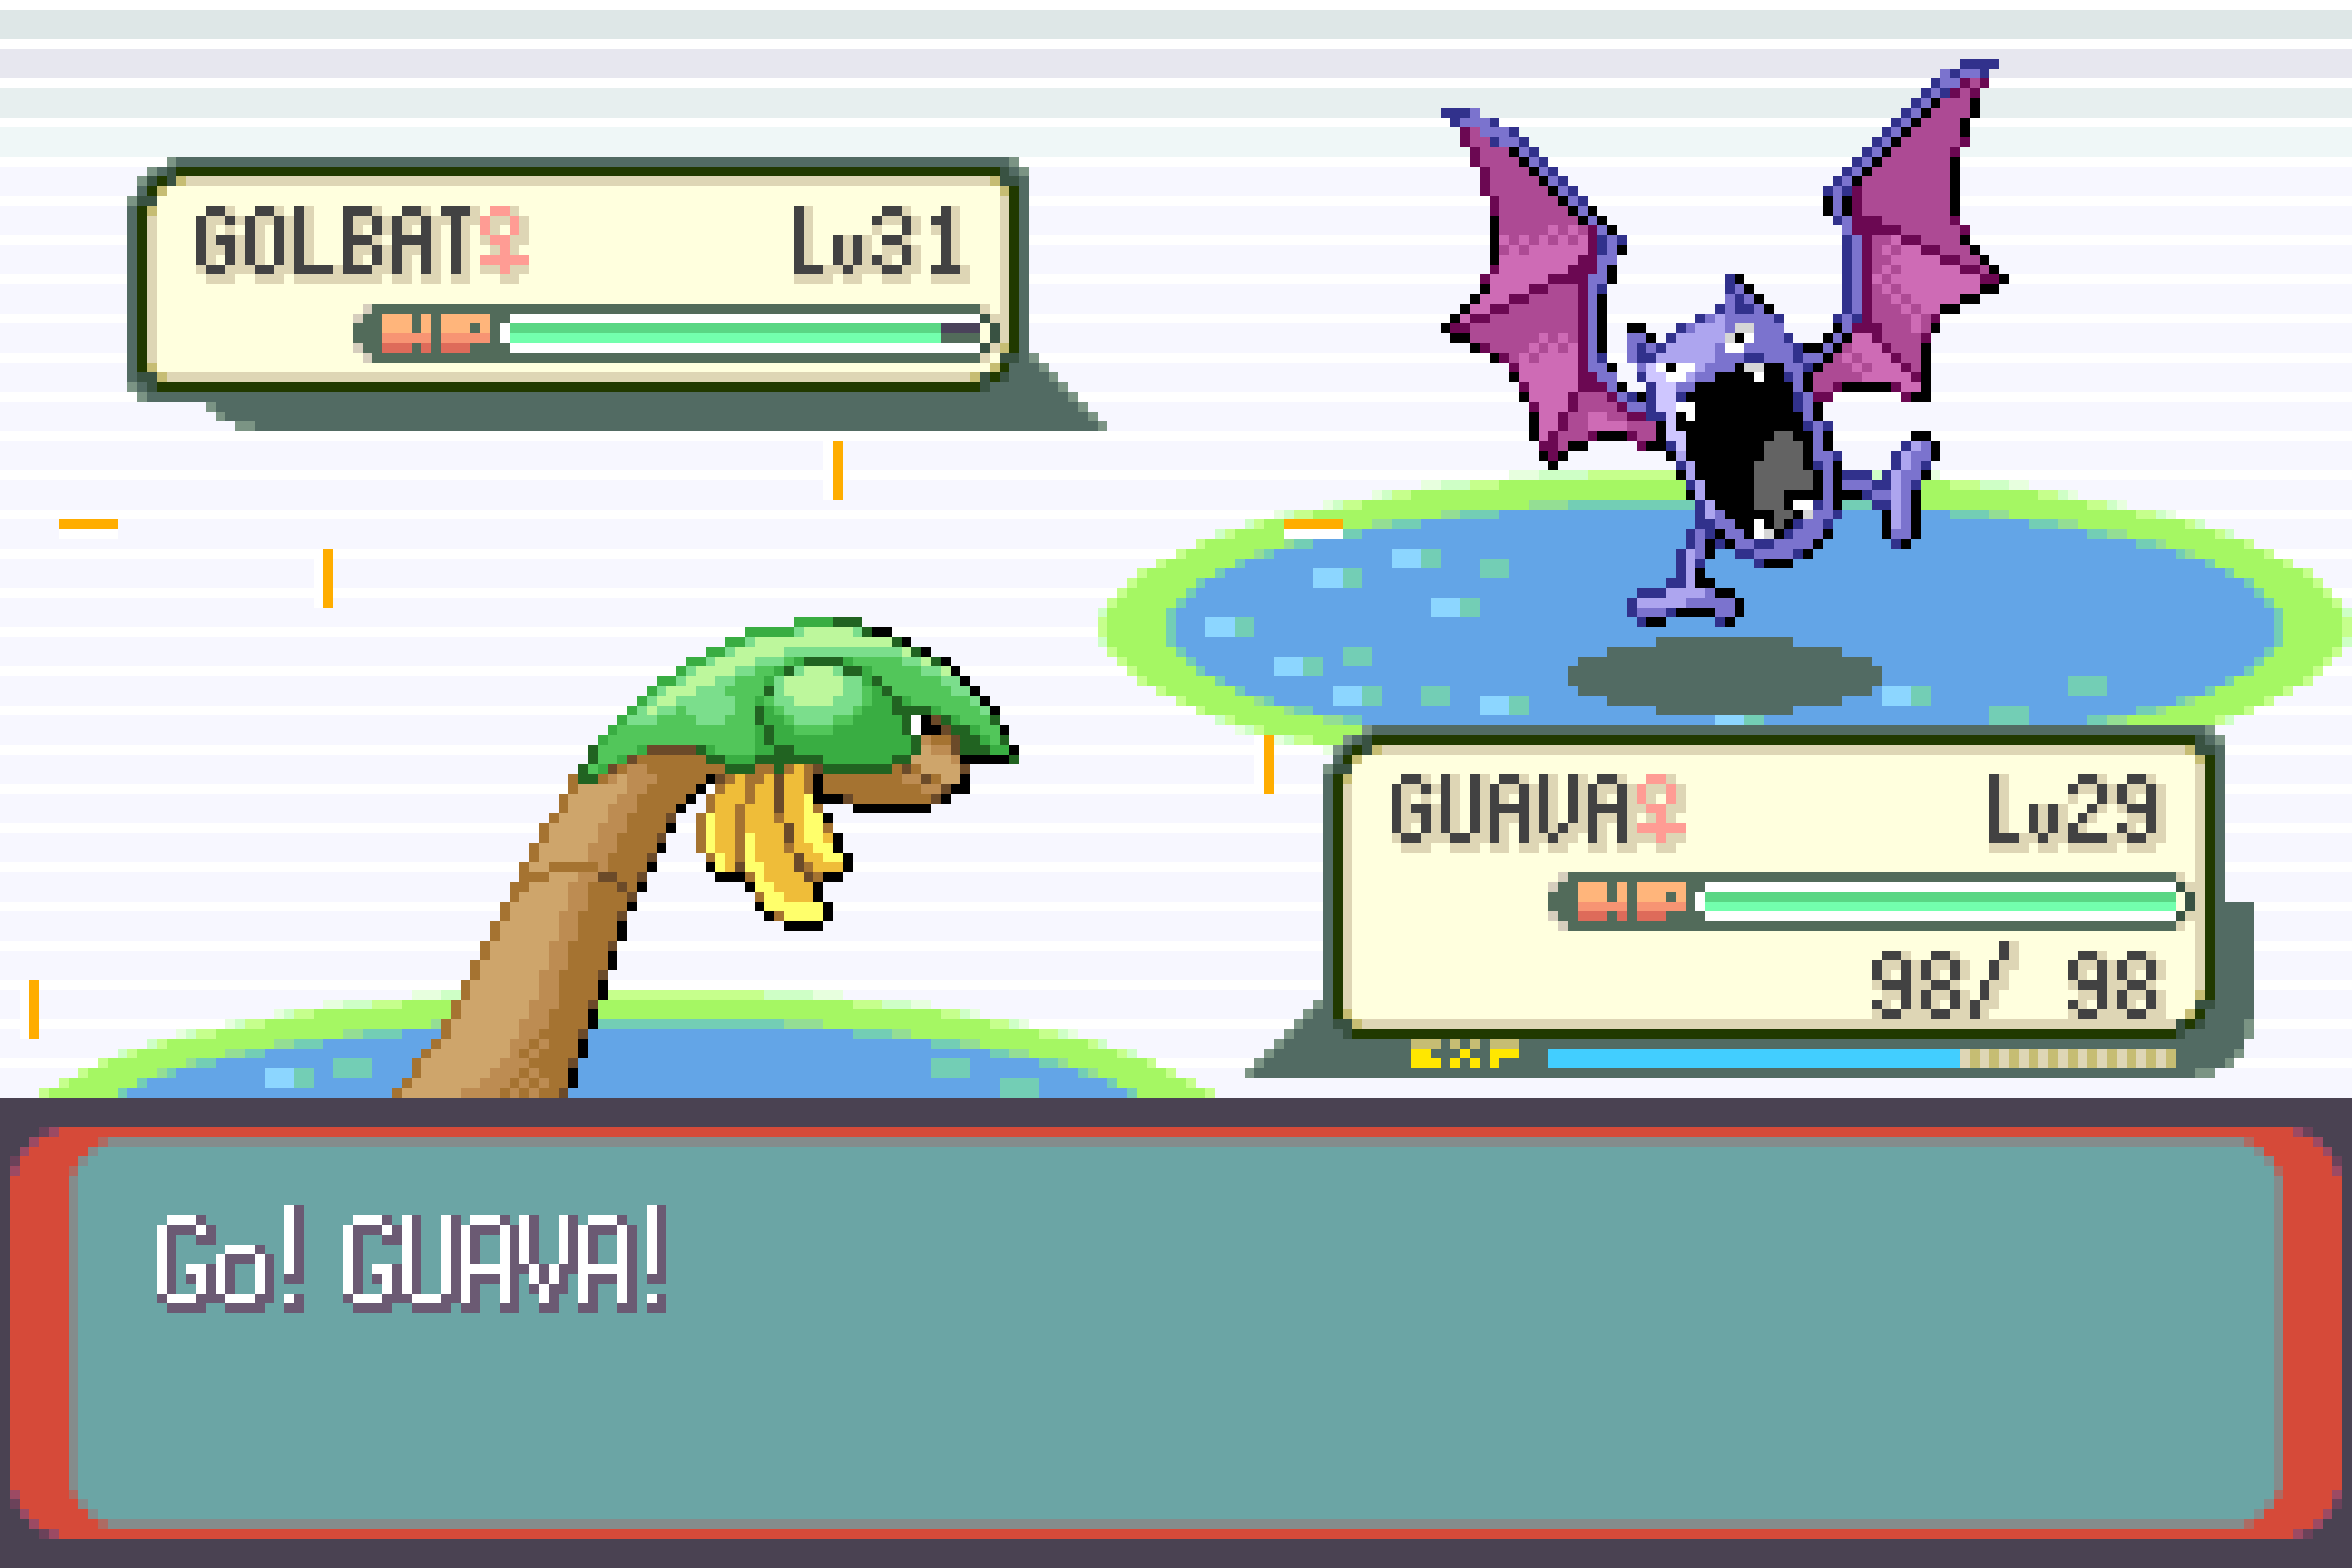 GOLBAT♀ Lv31
HP
GUAVA♀ Lv29
HP
98/ 98
EXP
Go! GUAVA!